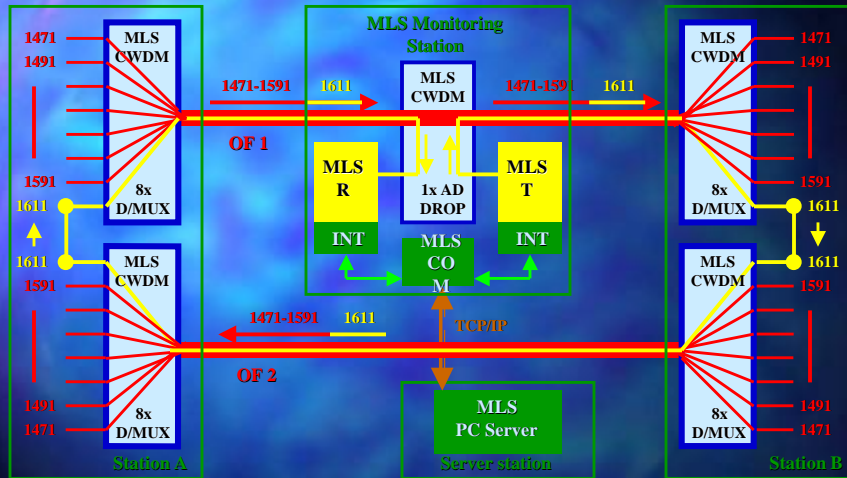 MLS Monitoring
Station
1471
1491
1591
1611
MLS
CWDM
8x
D/MUX
1471-1591
1611
OF 1
MLS
CWDM
1x AD
DROP
1471-1591
1611
MLS
R
INT
MLS
T
INT
MLS
CO
M
MLS
CWDM
8x
D/MUX
1471
1491
1591
1611
1611
1591
1491
1471
MLS
CWDM
8x
D/MUX
1471-1591
1611
OF 2
TCP/IP
MLS
CWDM
8x
D/MUX
1611
1591
1491
1471
MLS
PC Server
Station A
Server station
Station B